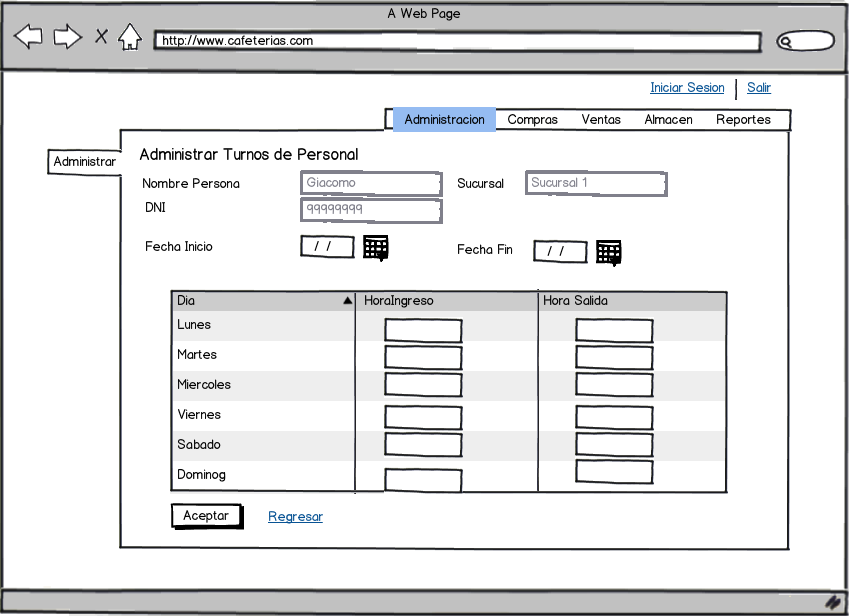 A Web Page
http://www.cafeterias.com
Iniciar Sesion Salir
Administracion Compras Ventas Almacen Reportes
Administrar
Administrar Turnos de Personal
Nombre Persona Giacomo Sucursal Sucursal 1
DNI 99999999
Fecha Inicio / / Fecha Fin / /
Dia HoraIngreso Hora Salida
Lunes
Martes
Miercoles
Viernes
Sabado
Dominog
Aceptar Regresar